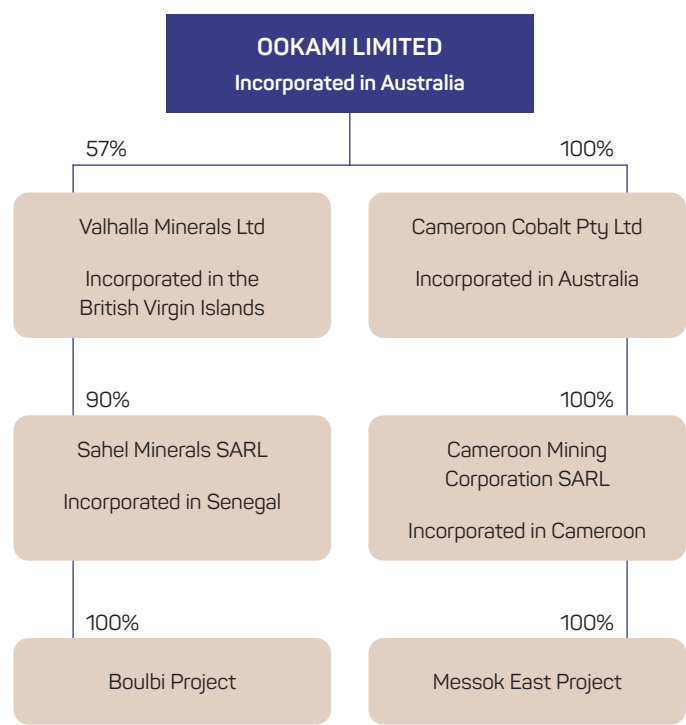 OOKAMI LIMITED
Incorporated in Australia
57%
100%
Valhalla Minerals Ltd
Incorporated in the
British Virgin Islands
Cameroon Cobalt Pty Ltd
Incorporated in Australia
90%
100%
Sahel Minerals SARL
Incorporated in Senegal
Cameroon Mining
Corporation SARL
Incorporated in Cameroon
100%
100%
Boulbi Project
Messok East Project